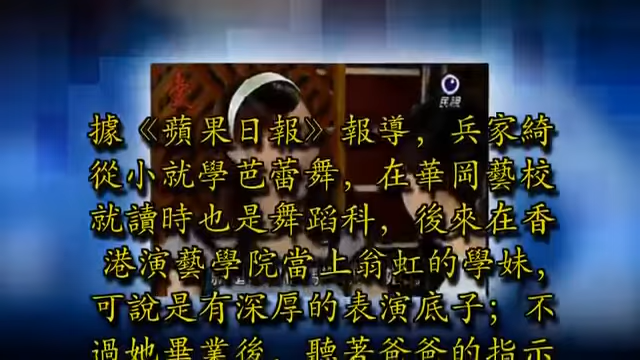 民視
據《蘋果日報》報導，兵家綺
從小就學芭蕾舞，在華岡藝校
就讀時也是舞蹈科，後來在香
港演藝學院當上翁虹的學妹，
可說是有深厚的表演底子；不
過她畢業後，聽著爸爸的指示